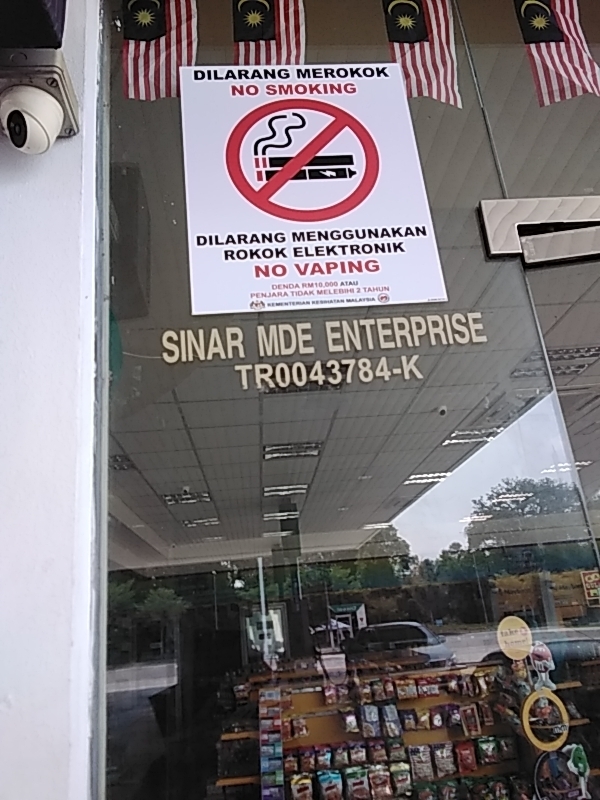 DILARANG MEROKOK
NO SMOKING
DILARANG MENGGUNAKAN
ROKOK ELEKTRONIK
NO VAPING
DENDA RM10,000 ATAU
PENJARA TIDAK MELEBIHI 2 TAHUN
KEMENTERIAN KESIHATAN MALAYSIA
SINAR MDE ENTERPRISE
TR0043784-K